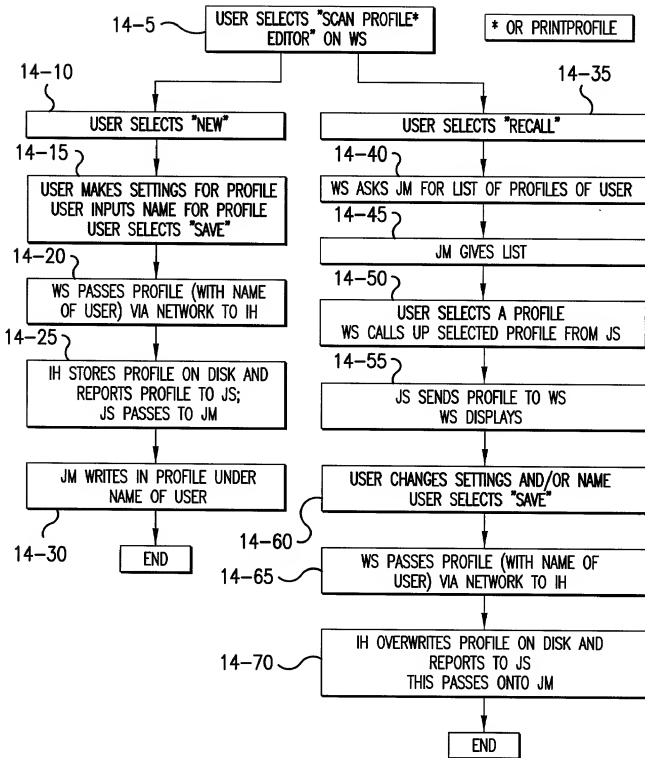 14-5
USER SELECTS "SCAN PROFILE*
EDITOR" ON WS
* OR PRINTPROFILE
14-10
USER SELECTS "NEW"
14-15
USER MAKES SETTINGS FOR PROFILE
USER INPUTS NAME FOR PROFILE
USER SELECTS "SAVE"
14-20
WS PASSES PROFILE (WITH NAME
OF USER) VIA NETWORK TO IH
14-25
IH STORES PROFILE ON DISK AND
REPORTS PROFILE TO JS;
JS PASSES TO JM
JM WRITES IN PROFILE UNDER
NAME OF USER
14-30
END
14-35
USER SELECTS "RECALL"
14-40
WS ASKS JM FOR LIST OF PROFILES OF USER
14-45
JM GIVES LIST
14-50
USER SELECTS A PROFILE
WS CALLS UP SELECTED PROFILE FROM JS
14-55
JS SENDS PROFILE TO WS
WS DISPLAYS
USER CHANGES SETTINGS AND/OR NAME
USER SELECTS "SAVE"
14-60
WS PASSES PROFILE (WITH NAME OF
USER) VIA NETWORK TO IH
14-65
IH OVERWRITES PROFILE ON DISK AND
REPORTS TO JS
THIS PASSES ONTO JM
14-70
END